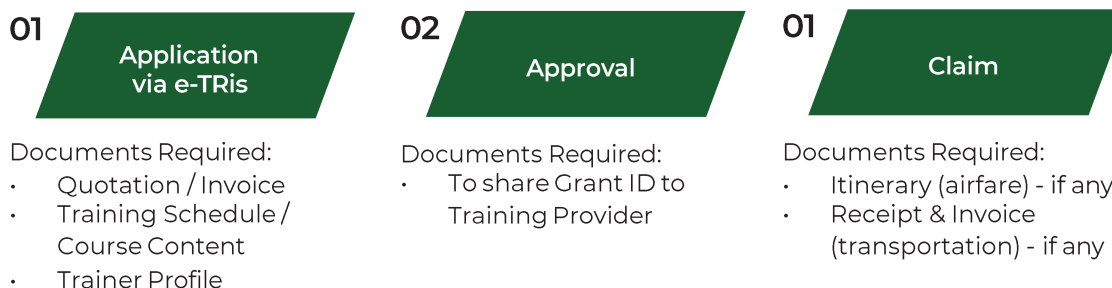 01
Application
via e-TRis
Documents Required:
• Quotation / Invoice
• Training Schedule /
Course Content
• Trainer Profile
02
Approval
Documents Required:
• To share Grant ID to
Training Provider
01
Claim
Documents Required:
• Itinerary (airfare) - if any
• Receipt & Invoice
(transportation) - if any